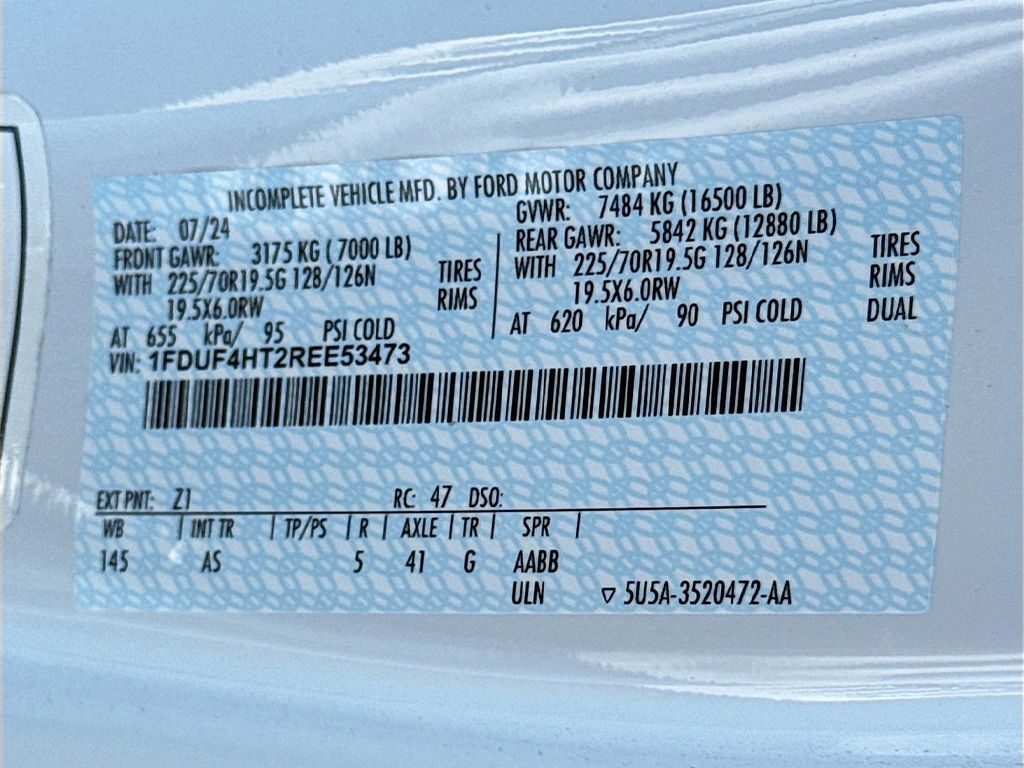 INCOMPLETE VEHICLE MFD. BY FORD MOTOR COMPANY
DATE: 07/24 GVWR: 7484 KG (16500 LB)
FRONT GAWR: 3175 KG ( 7000 LB) REAR GAWR: 5842 KG (12880 LB)
WITH 225/70R19.5G 128/126N TIRES WITH 225/70R19.5G 128/126N TIRES
19.5X6.0RW RIMS 19.5X6.0RW RIMS
AT 655 kPa/ 95 PSI COLD AT 620 kPa/ 90 PSI COLD DUAL
VIN: 1FDUF4HT2REE53473
EXT PNT: Z1 RC: 47 DSO:
WB | INT TR | TP/PS | R | AXLE | TR | SPR |
145 AS 5 41 G AABB
ULN ▽ 5U5A-3520472-AA